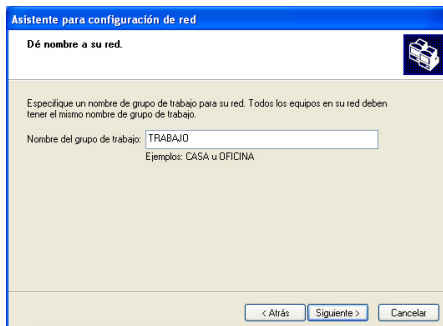 Asistente para configuración de red
Dé nombre a su red.
Especifique un nombre de grupo de trabajo para su red. Todos los equipos en su red deben
tener el mismo nombre de grupo de trabajo.
Nombre del grupo de trabajo: TRABAJO
Ejemplos: CASA u OFICINA
< Atrás Siguiente > Cancelar